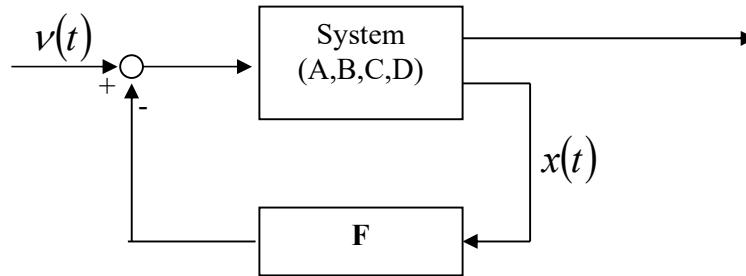 ν(t)
System
(A,B,C,D)
+
-
x(t)
F